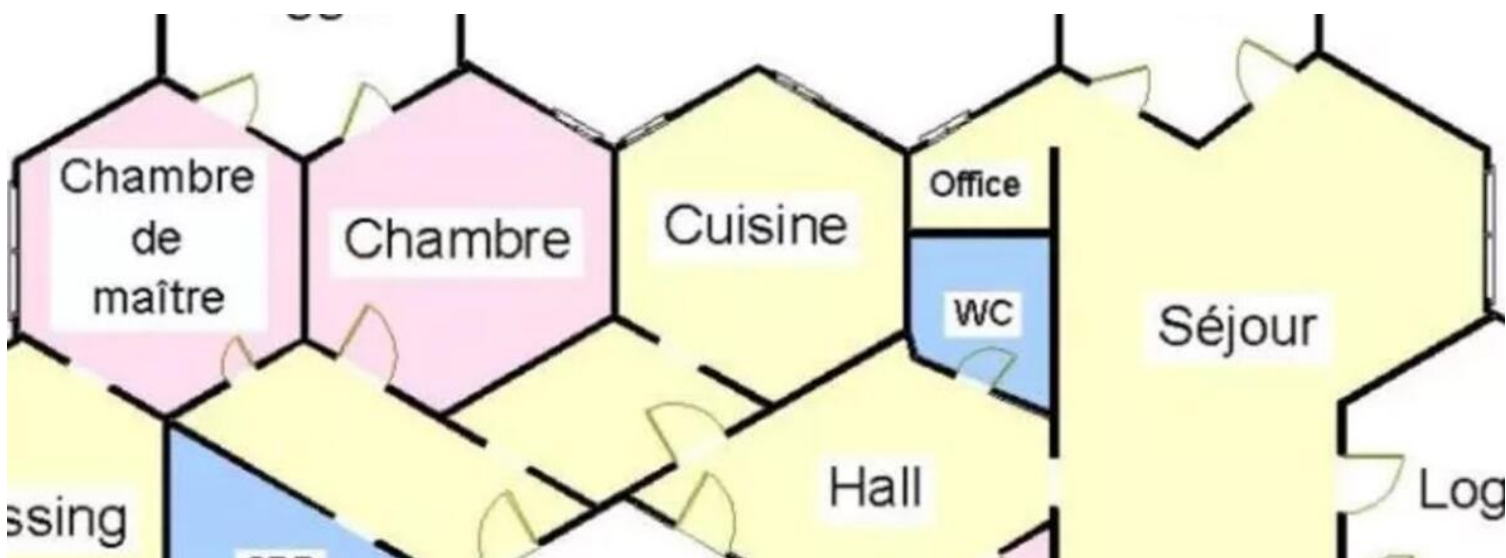 Chambre
de
maître
Chambre
Cuisine
Office
WC
Séjour
Hall
Log
ssing